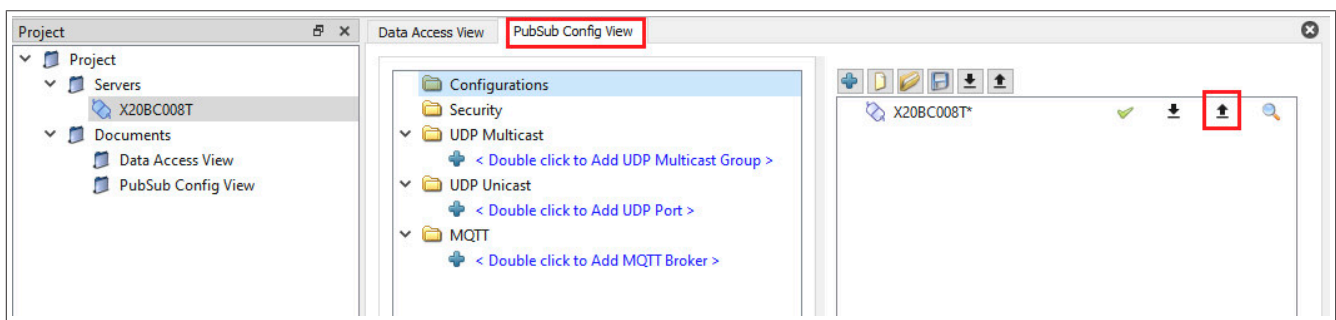 Project
Project
Servers
X20BC008T
Documents
Data Access View
PubSub Config View
Data Access View
PubSub Config View
Configurations
Security
UDP Multicast
< Double click to Add UDP Multicast Group >
UDP Unicast
< Double click to Add UDP Port >
MQTT
< Double click to Add MQTT Broker >
X20BC008T*